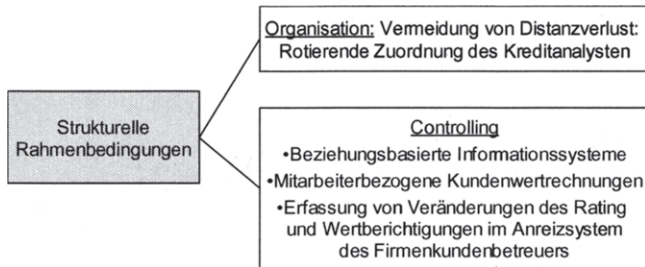 Organisation: Vermeidung von Distanzverlust:
Rotierende Zuordnung des Kreditanalysten
Strukturelle
Rahmenbedingungen
Controlling
•Beziehungsbasierte Informationssysteme
•Mitarbeiterbezogene Kundenwertrechnungen
•Erfassung von Veränderungen des Rating
und Wertberichtigungen im Anreizsystem
des Firmenkundenbetreuers